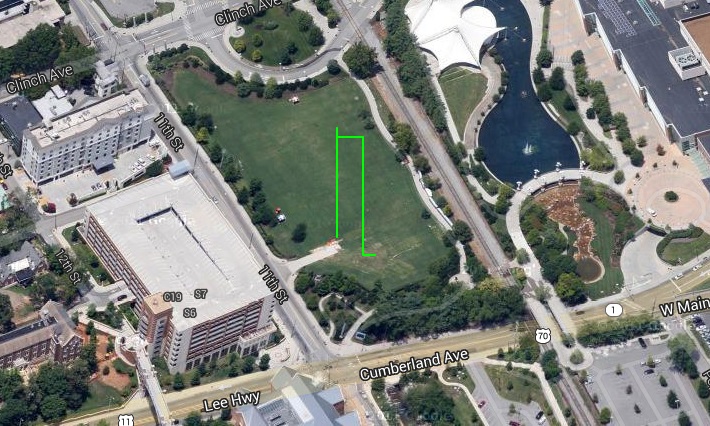 Clinch Ave
Clinch Ave
11th St
12th St
11th St
C19 S7
S6
1
W Main
70
Cumberland Ave
Lee Hwy
111